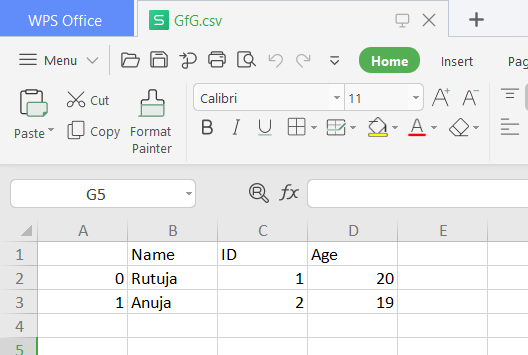 WPS Office
S GfG.csv
Menu
Home
Insert
Pag
Cut
Calibri
11
A+ A-
Paste
Copy
Format
Painter
B I U
A
G5
fx
A B C D E
1 Name ID Age
2 0 Rutuja 1 20
3 1 Anuja 2 19
4
5